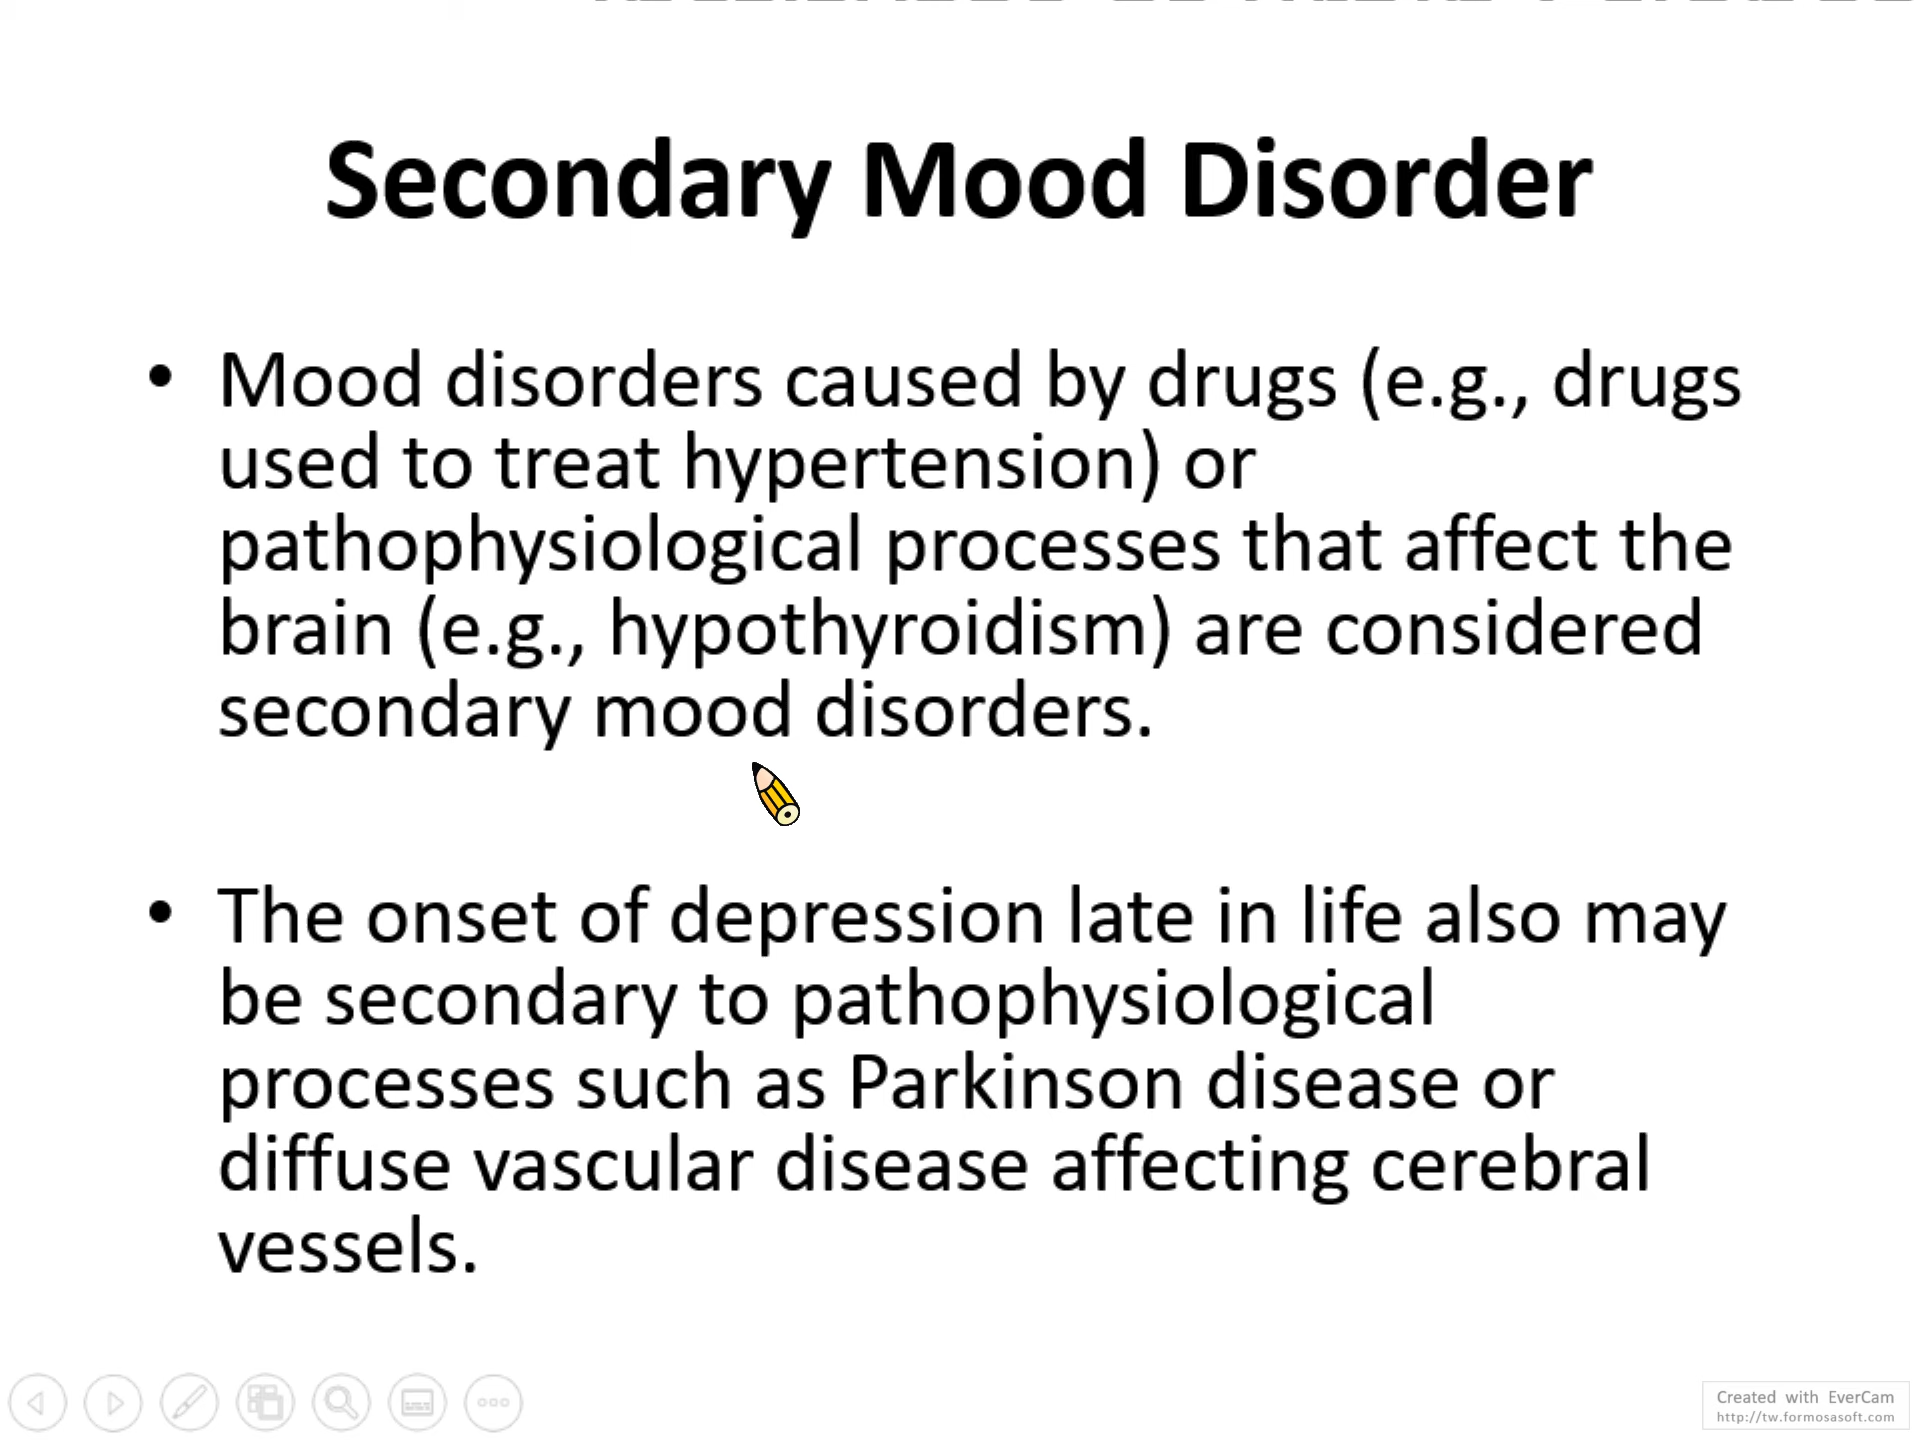 Secondary Mood Disorder
• Mood disorders caused by drugs (e.g., drugs
used to treat hypertension) or
pathophysiological processes that affect the
brain (e.g., hypothyroidism) are considered
secondary mood disorders.
• The onset of depression late in life also may
be secondary to pathophysiological
processes such as Parkinson disease or
diffuse vascular disease affecting cerebral
vessels.
Created with EverCam
http://tw.formosasoft.com